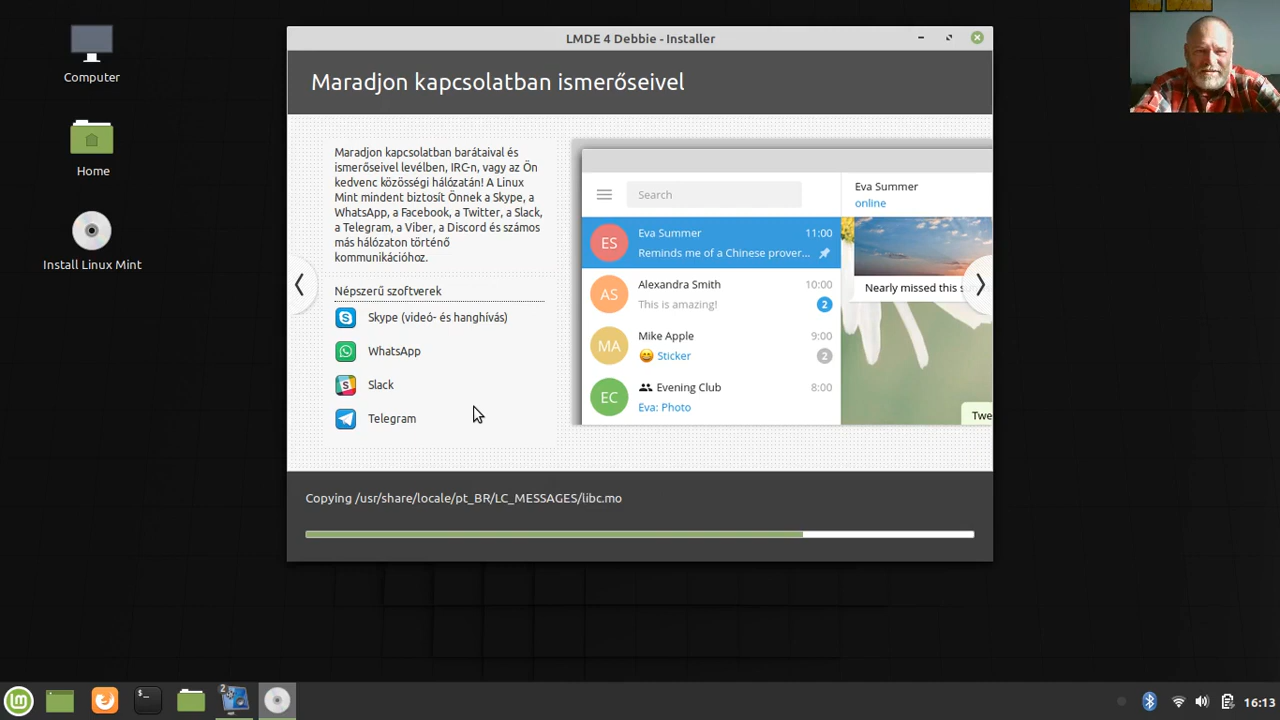 LMDE 4 Debbie - Installer
Computer
Home
Install Linux Mint
Maradjon kapcsolatban ismerőseivel
Maradjon kapcsolatban barátaival és
ismerőseivel levélben, IRC-n, vagy az Ön
kedvenc közösségi hálózatán! A Linux
Mint mindent biztosít Önnek a Skype, a
WhatsApp, a Facebook, a Twitter, a Slack,
a Telegram, a Viber, a Discord és számos
más hálózaton történő
kommunikációhoz.
Népszerű szoftverek
Skype (videó- és hanghívás)
WhatsApp
Slack
Telegram
Search
ES
Eva Summer 11:00
Reminds me of a Chinese prover...
AS
Alexandra Smith 10:00
This is amazing! 2
MA
Mike Apple 9:00
Sticker 2
EC
Evening Club 8:00
Eva: Photo
Eva Summer
online
Nearly missed this su
Twe
Copying /usr/share/locale/pt_BR/LC_MESSAGES/libc.mo
2
16:13